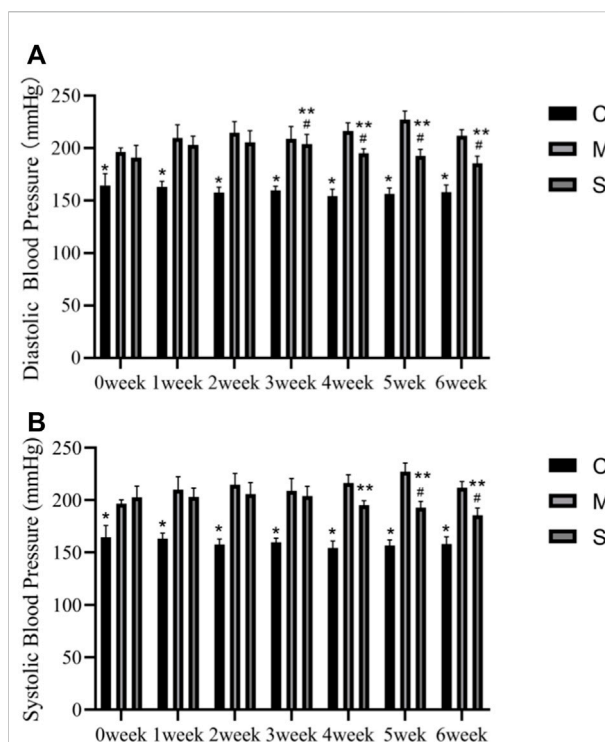 A
Diastolic Blood Pressure (mmHg)
250
200
150
100
50
0
* * * * * * *
** ** ** **
# # # #
0week 1week 2week 3week 4week 5wek 6week
C
M
S
B
Systolic Blood Pressure (mmHg)
250
200
150
100
50
0
* * * * * * *
** ** **
# #
0week 1week 2week 3week 4week 5week 6week
C
M
S